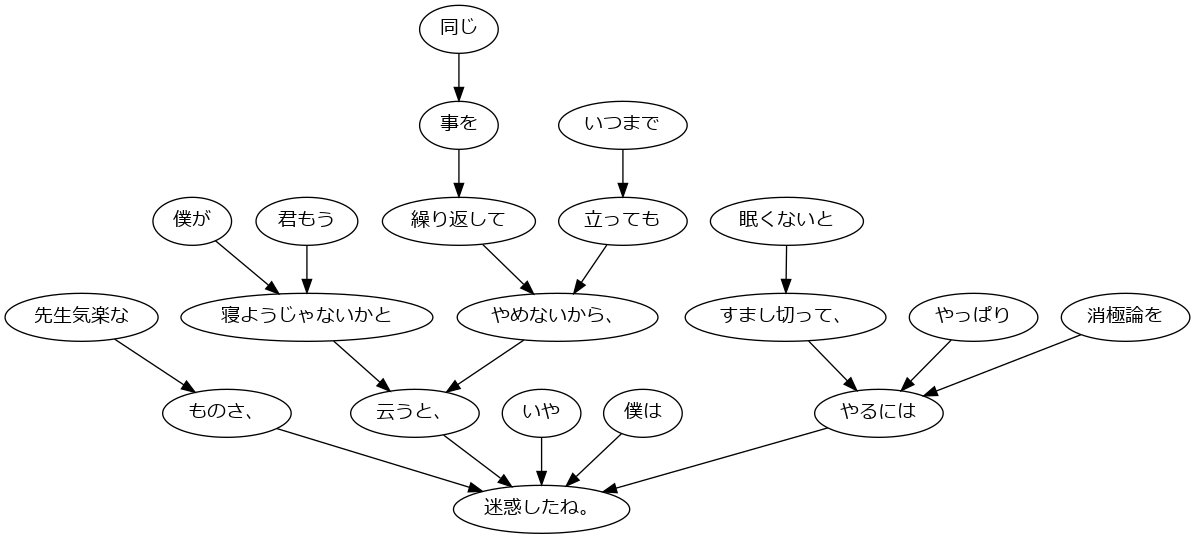 同じ
事を
いつまで
僕が
君もう
繰り返して
立っても
眠くないと
先生気楽な
寝ようじゃないかと
やめないから、
すまし切って、
やっぱり
消極論を
ものさ、
云うと、
いや
僕は
やるには
迷惑したね。